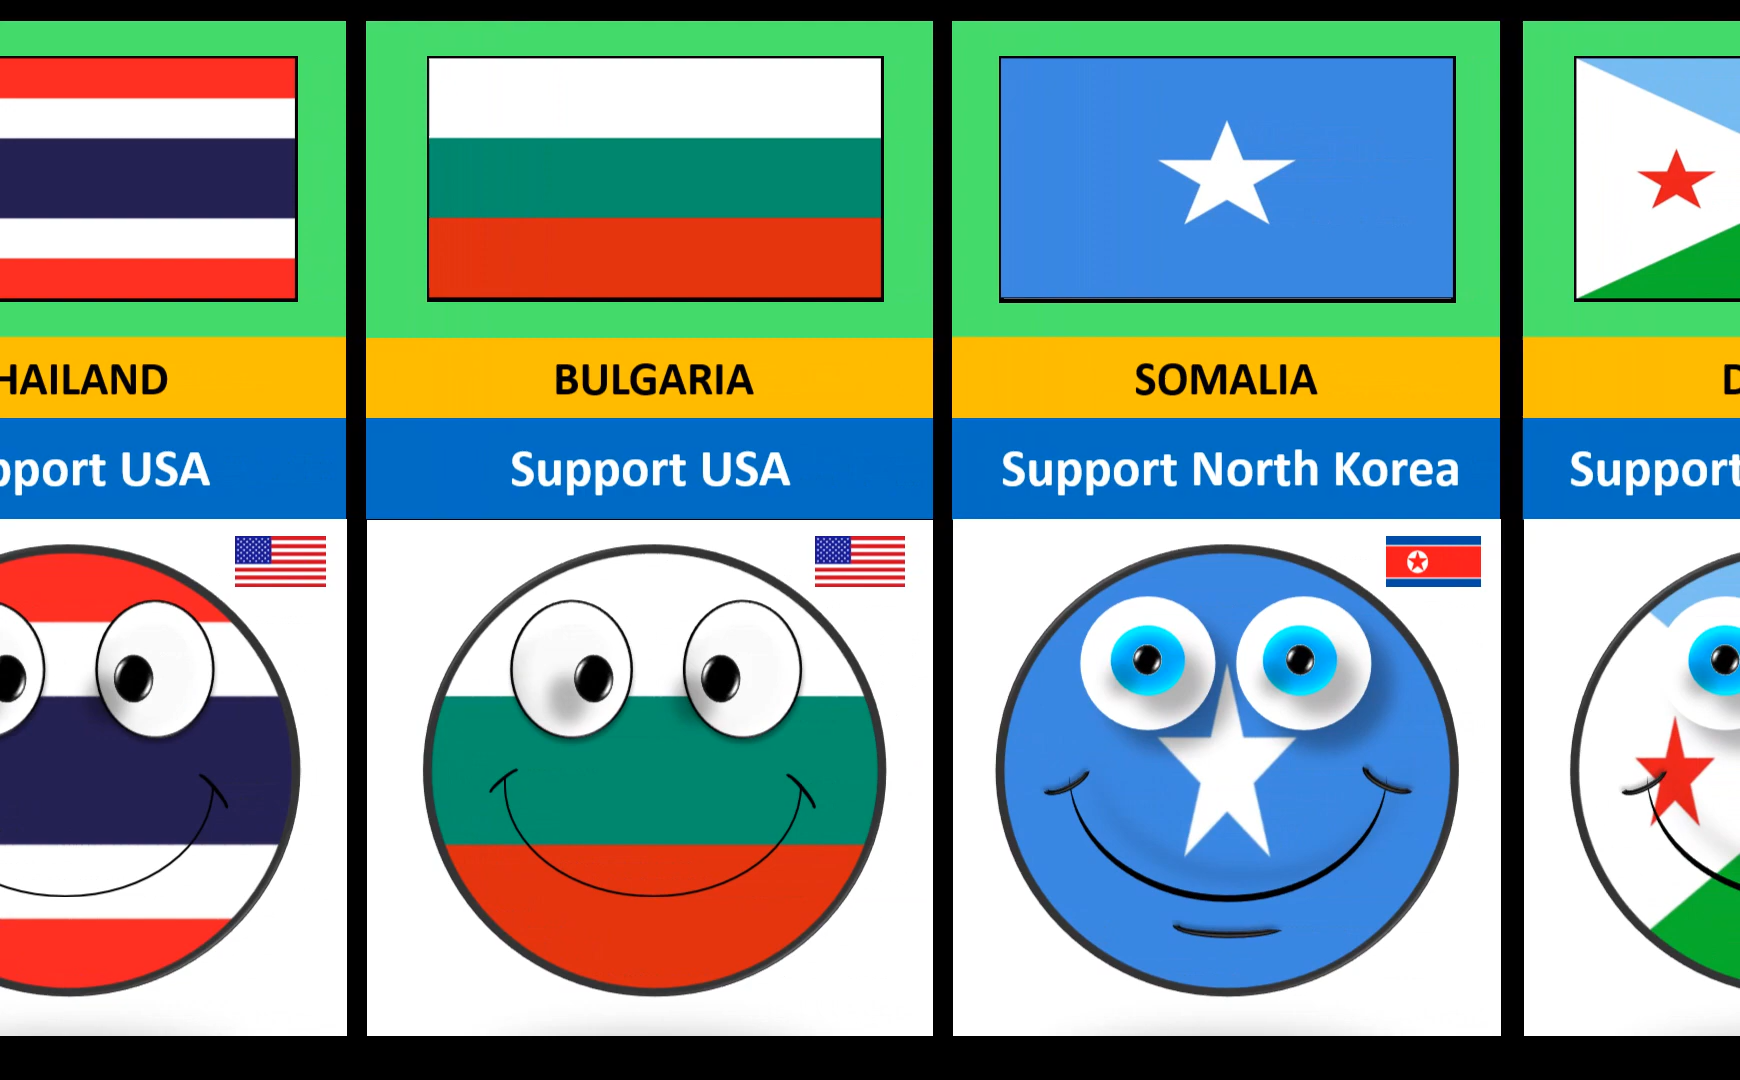 HAILAND
pport USA
BULGARIA
Support USA
SOMALIA
Support North Korea
D
Support